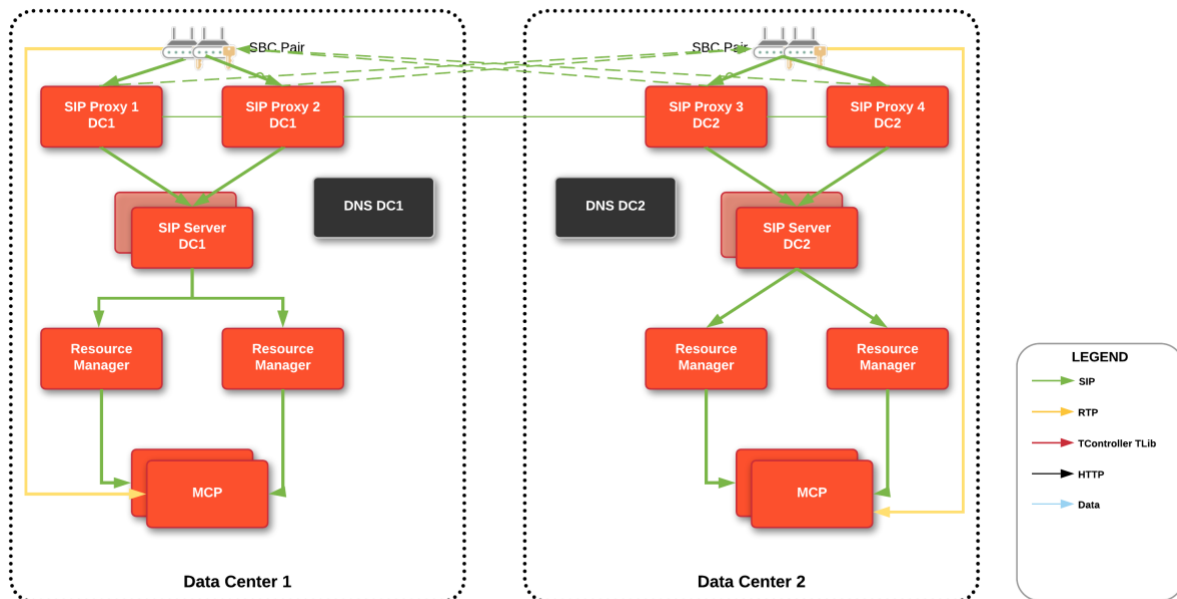 SBC Pair
SBC Pair
SIP Proxy 1
DC1
SIP Proxy 2
DC1
SIP Proxy 3
DC2
SIP Proxy 4
DC2
DNS DC1
DNS DC2
SIP Server
DC1
SIP Server
DC2
Resource
Manager
Resource
Manager
Resource
Manager
Resource
Manager
MCP
MCP
Data Center 1
Data Center 2
LEGEND
SIP
RTP
TController TLib
HTTP
Data